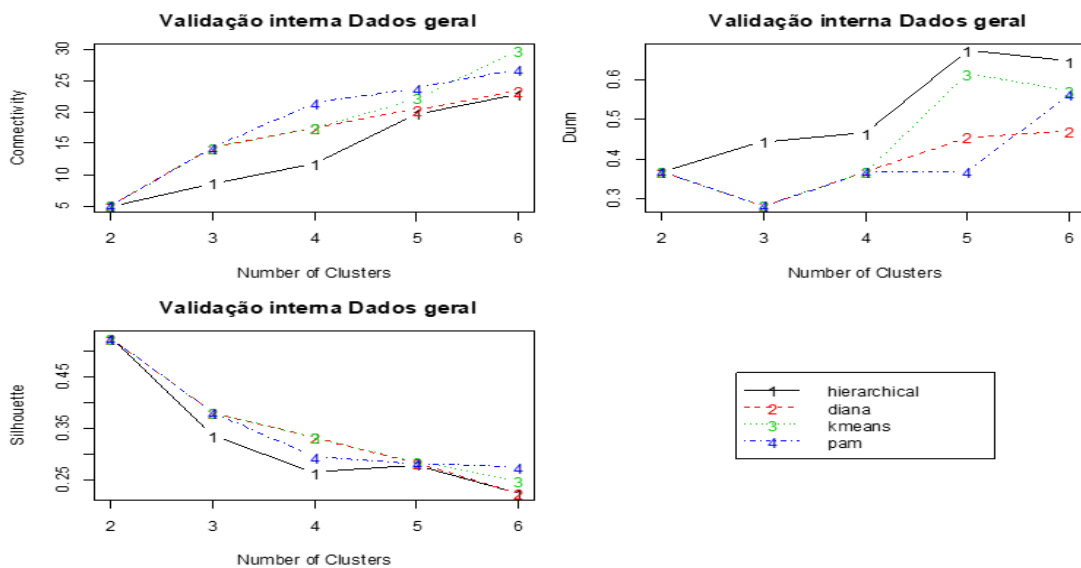 Validação interna Dados geral
Connectivity
30
25
20
15
10
5
2 3 4 5 6
Number of Clusters
Validação interna Dados geral
Dunn
0.6
0.5
0.4
0.3
2 3 4 5 6
Number of Clusters
Validação interna Dados geral
Silhouette
0.45
0.35
0.25
2 3 4 5 6
Number of Clusters
1 hierarchical
2 diana
3 kmeans
4 pam